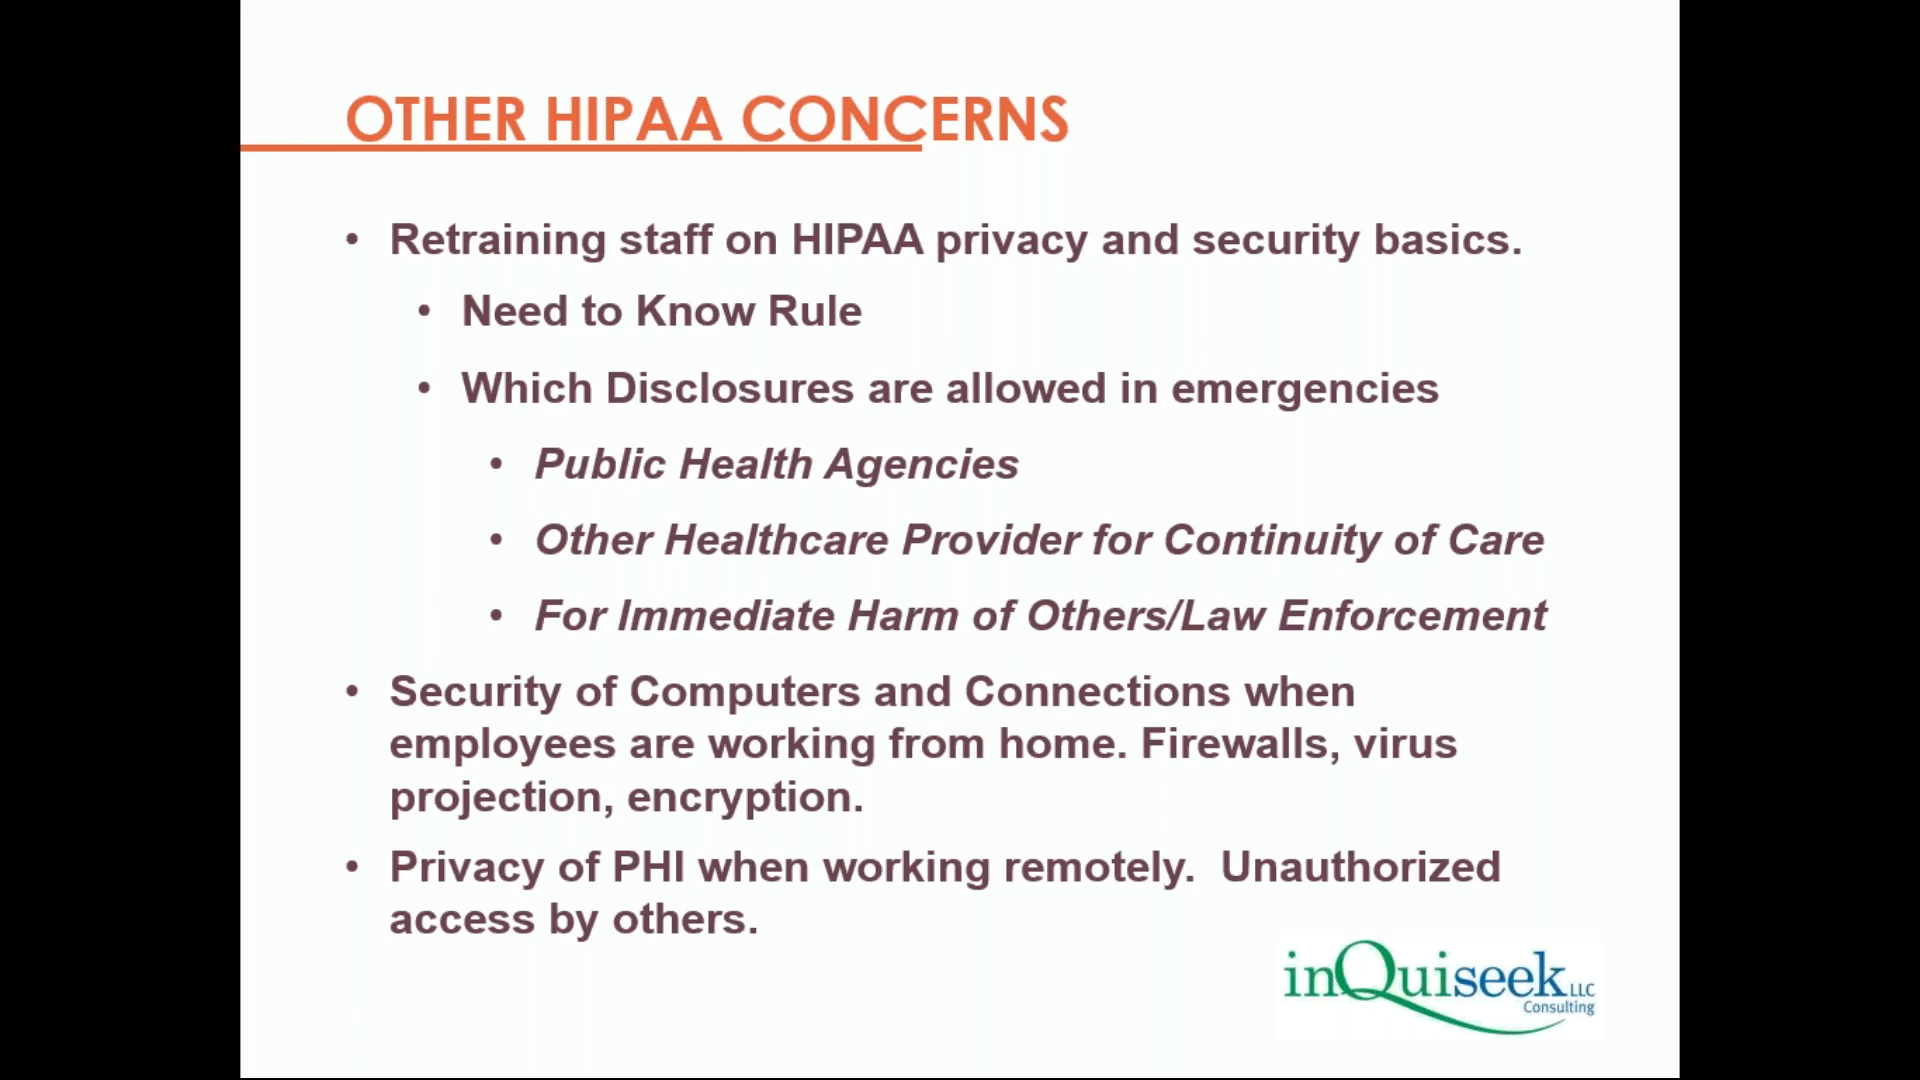 OTHER HIPAA CONCERNS
• Retraining staff on HIPAA privacy and security basics.
• Need to Know Rule
• Which Disclosures are allowed in emergencies
• Public Health Agencies
• Other Healthcare Provider for Continuity of Care
• For Immediate Harm of Others/Law Enforcement
• Security of Computers and Connections when
employees are working from home. Firewalls, virus
projection, encryption.
• Privacy of PHI when working remotely.  Unauthorized
access by others.
inQuiseek LLC
Consulting